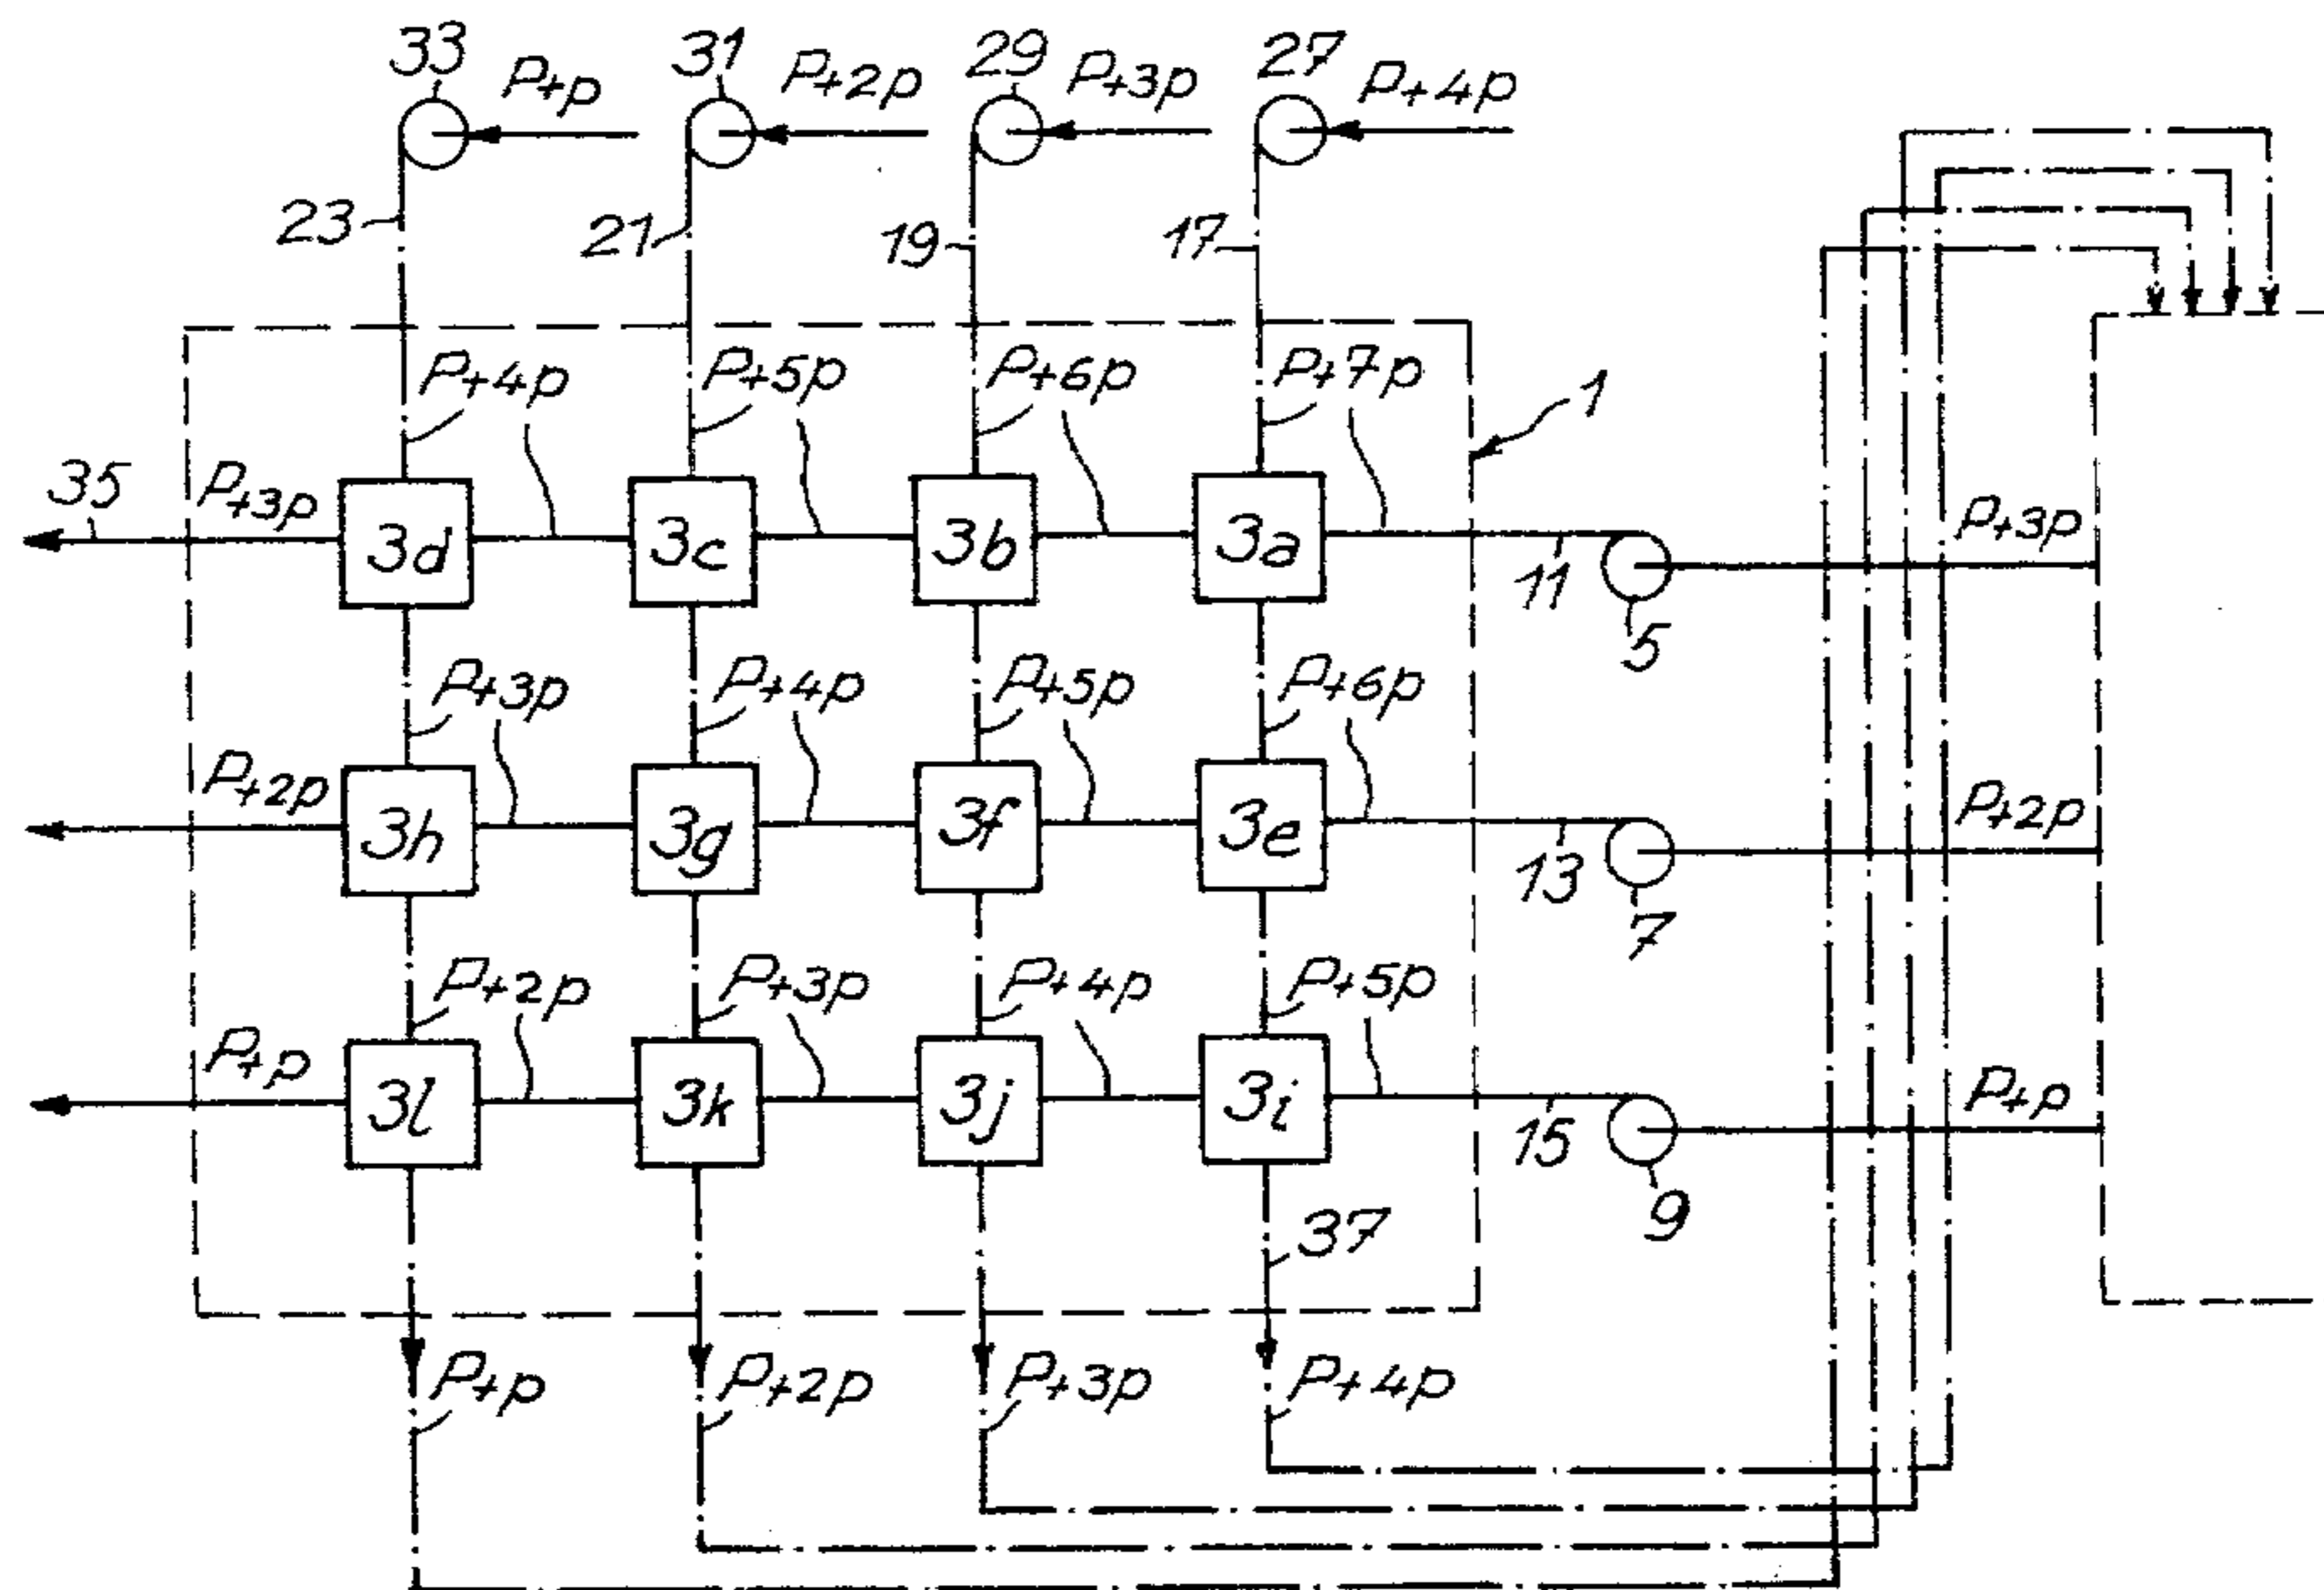 33 31 29 27
P+p P+2p P+3p P+4p
23 21 19 17
P+4p P+5p P+6p P+7p
1
35 P+3p P+3p
3d 3c 3b 3a
11
5
P+3p P+4p P+5p P+6p
P+2p P+2p
3h 3g 3f 3e
13
7
P+2p P+3p P+4p P+5p
P+p P+p
3l 3k 3j 3i
15
9
37
P+p P+2p P+3p P+4p